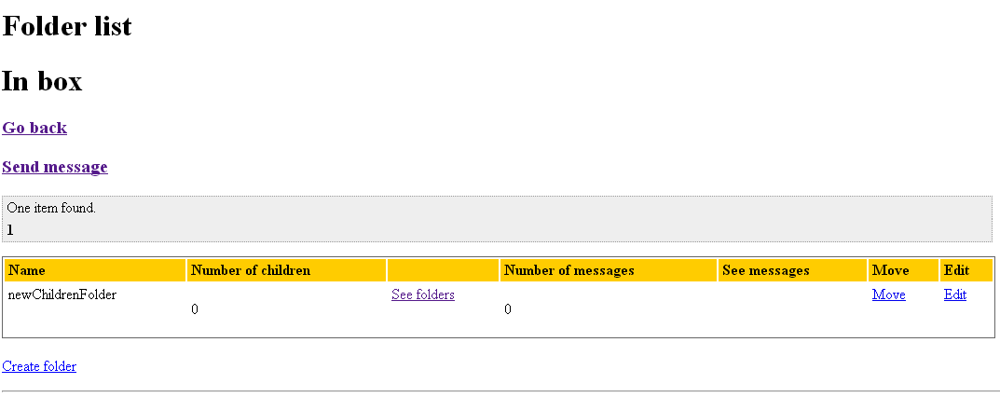 Folder list
In box
Go back
Send message
One item found.
1
Name Number of children Number of messages See messages Move Edit
newChildrenFolder See folders Move Edit
0 0
Create folder